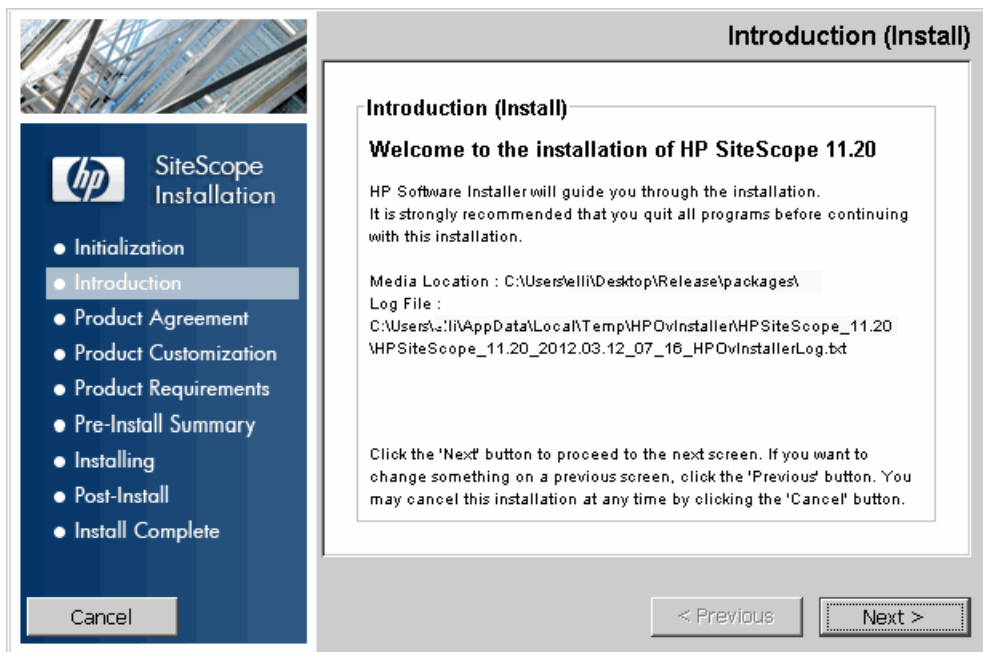 Introduction (Install)
hp
SiteScope
Installation
Initialization
Introduction
Product Agreement
Product Customization
Product Requirements
Pre-Install Summary
Installing
Post-Install
Install Complete
Cancel
Introduction (Install)
Welcome to the installation of HP SiteScope 11.20
HP Software Installer will guide you through the installation.
It is strongly recommended that you quit all programs before continuing
with this installation.
Media Location : C:\Users\elli\Desktop\Release\packages\
Log File :
\AppData\Local\Temp\HPOvInstaller\HPSiteScope_11.20
\HPSiteScope_11.20_2012.03.12_07_16_HPOvInstallerLog.txt
Click the 'Next' button to proceed to the next screen. If you want to
change something on a previous screen, click the 'Previous' button. You
may cancel this installation at any time by clicking the 'Cancel' button.
< Previous
Next >